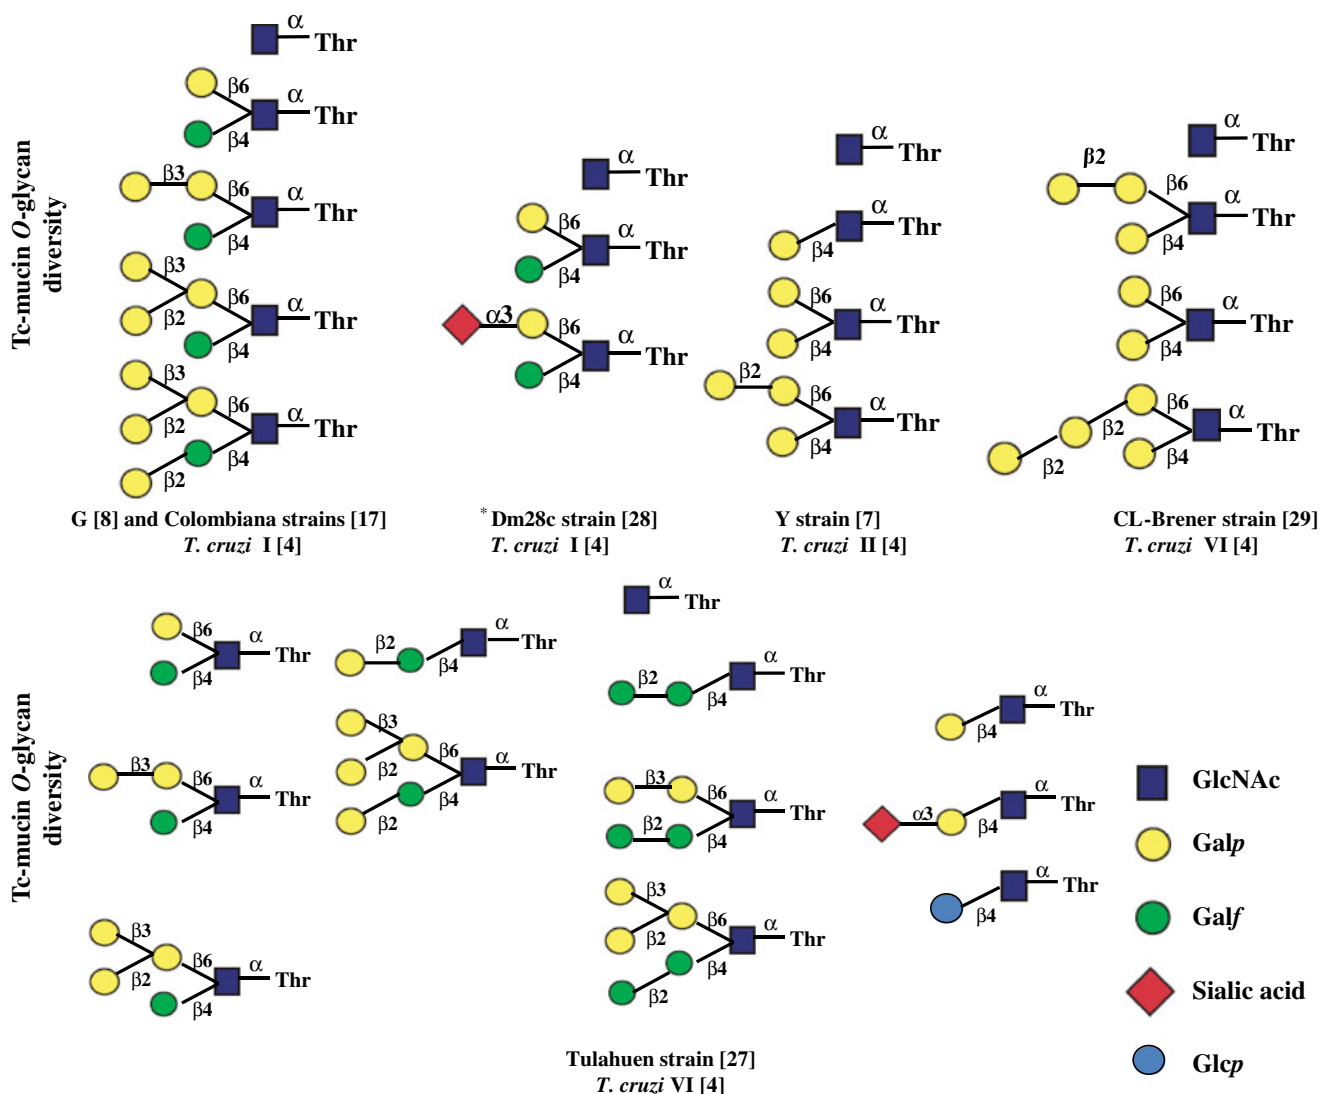 Tc-mucin O-glycan
diversity
α
Thr
β6
β4
α
Thr
β3
β6
β4
α
Thr
β3
β2
β6
β4
α
Thr
β3
β2
β2
β6
β4
α
Thr
G [8] and Colombiana strains [17]
T. cruzi I [4]
α
Thr
β6
β4
α
Thr
α3
β6
β4
α
Thr
*Dm28c strain [28]
T. cruzi I [4]
α
Thr
β4
α
Thr
β6
β4
α
Thr
β2
β6
β4
α
Thr
Y strain [7]
T. cruzi II [4]
α
Thr
β2
β6
β4
α
Thr
β6
β4
α
Thr
β2
β2
β6
β4
α
Thr
CL-Brener strain [29]
T. cruzi VI [4]
Tc-mucin O-glycan
diversity
β6
β4
α
Thr
β3
β6
β4
α
Thr
β3
β2
β6
β4
α
Thr
β2
β4
α
Thr
β3
β2
β2
β6
β4
α
Thr
α
Thr
β2
β4
α
Thr
β3
β2
β6
β4
α
Thr
β3
β2
β2
β6
β4
α
Thr
β4
α
Thr
α3
β4
α
Thr
β4
α
Thr
Tulahuen strain [27]
T. cruzi VI [4]
GlcNAc
Galp
Galf
Sialic acid
Glcp